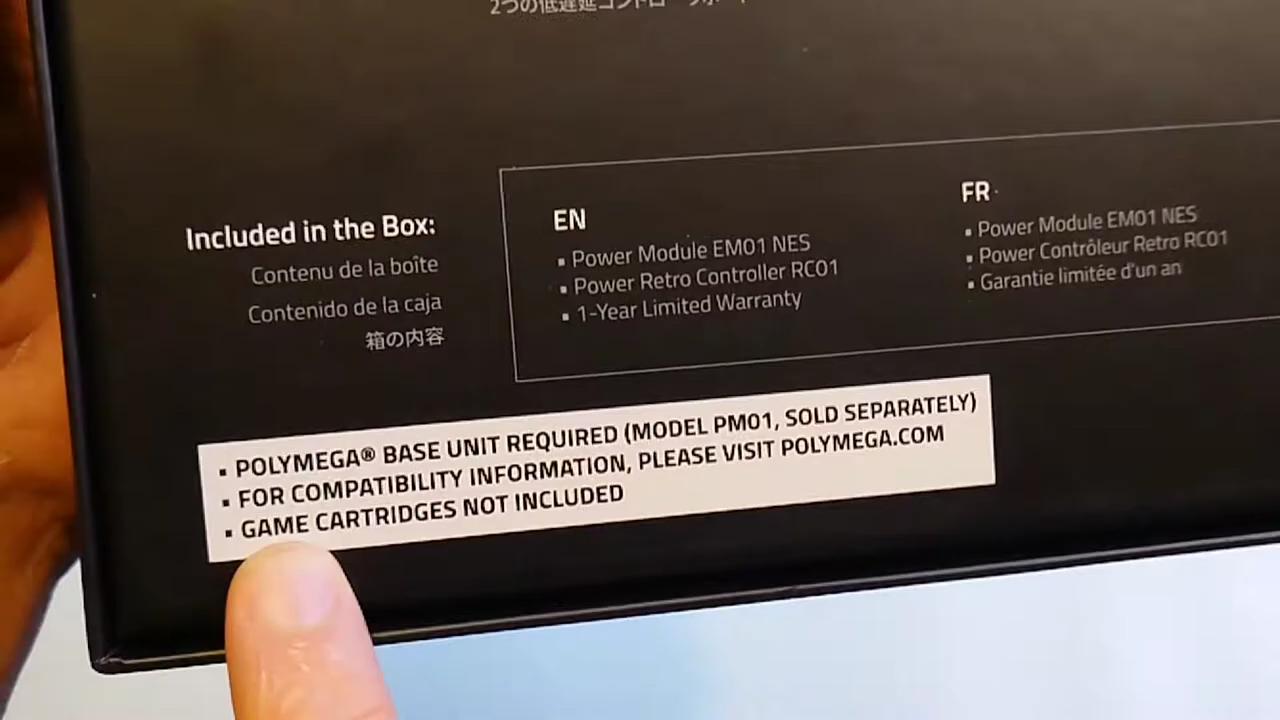 2つの低遅延コントローラポート
Included in the Box:
Contenu de la boîte
Contenido de la caja
箱の内容
EN
▪ Power Module EM01 NES
▪ Power Retro Controller RC01
▪ 1-Year Limited Warranty
FR
▪ Power Module EM01 NES
▪ Power Contrôleur Retro RC01
▪ Garantie limitée d'un an
▪ POLYMEGA® BASE UNIT REQUIRED (MODEL PM01, SOLD SEPARATELY)
▪ FOR COMPATIBILITY INFORMATION, PLEASE VISIT POLYMEGA.COM
▪ GAME CARTRIDGES NOT INCLUDED